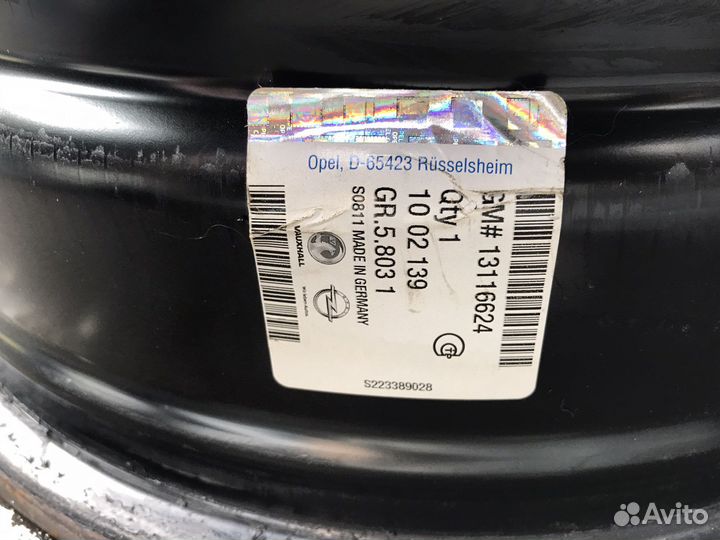 Opel, D-65423 Rüsselsheim
GM# 13116624
Qty 1
10 02 139
GR.5.803 1
S0811 MADE IN GERMANY
VAUXHALL
S223389028
Avito